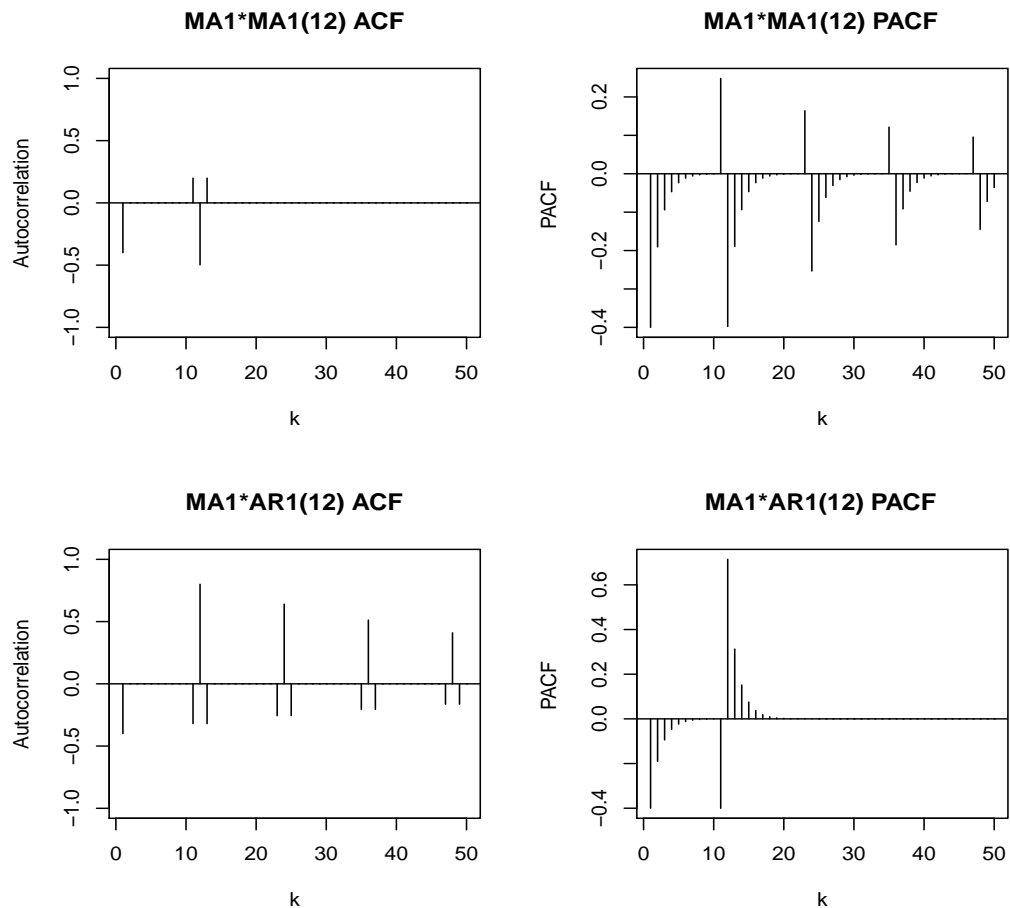 MA1*MA1(12) ACF
Autocorrelation
1.0
0.5
0.0
−0.5
−1.0
0 10 20 30 40 50
k
MA1*MA1(12) PACF
PACF
0.2
0.0
−0.2
−0.4
0 10 20 30 40 50
k
MA1*AR1(12) ACF
Autocorrelation
1.0
0.5
0.0
−0.5
−1.0
0 10 20 30 40 50
k
MA1*AR1(12) PACF
PACF
0.6
0.4
0.2
0.0
−0.4
0 10 20 30 40 50
k